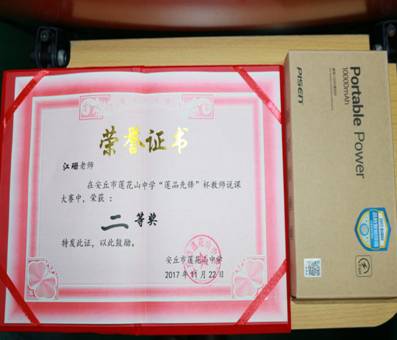 荣誉证书
江珊老师
在安丘市莲花山中学“莲品先锋”杯教师说课
大赛中，荣获：
二等奖
特发此证，以此鼓励。
安丘市莲花山中学
2017年11月22日
Portable Power
10000mAh
PISEN